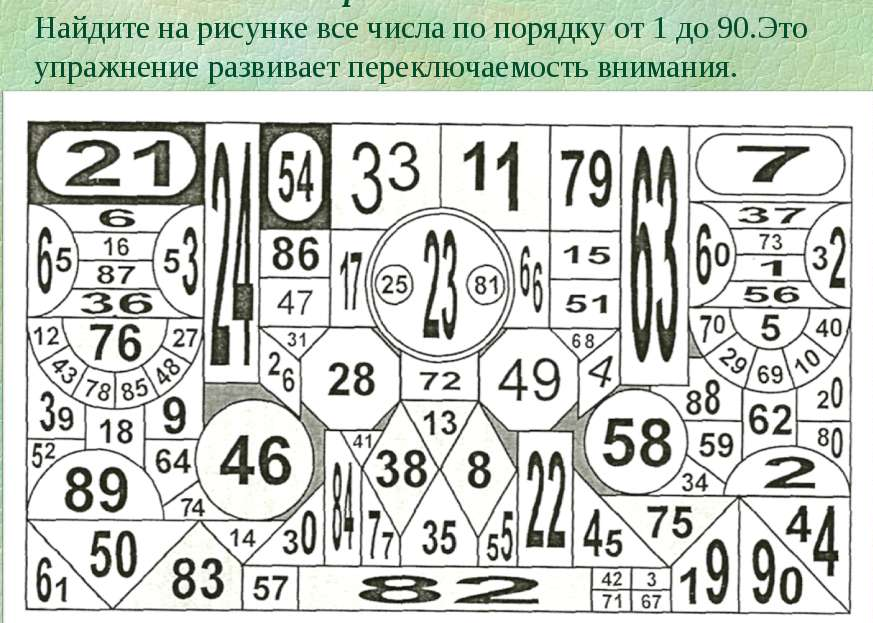 Найдите на рисунке все числа по порядку от 1 до 90.Это
упражнение развивает переключаемость внимания.
21 24 54 33 11 79 63 7
6 37
65 16 53 86 17 23 66 15 60 73 32
87 25 81 1
36 47 51 56
12 76 27 31 68 70 5 40
43 78 85 48 26 28 72 49 4 29 69 10
39 9 13 88 62 20
18 46 41 58 59 80
52 64 84 38 8 22 34 2
89 74 77 35 55 45 75 44
50 14 30 19 90
61 83 57 82 42 3
71 67